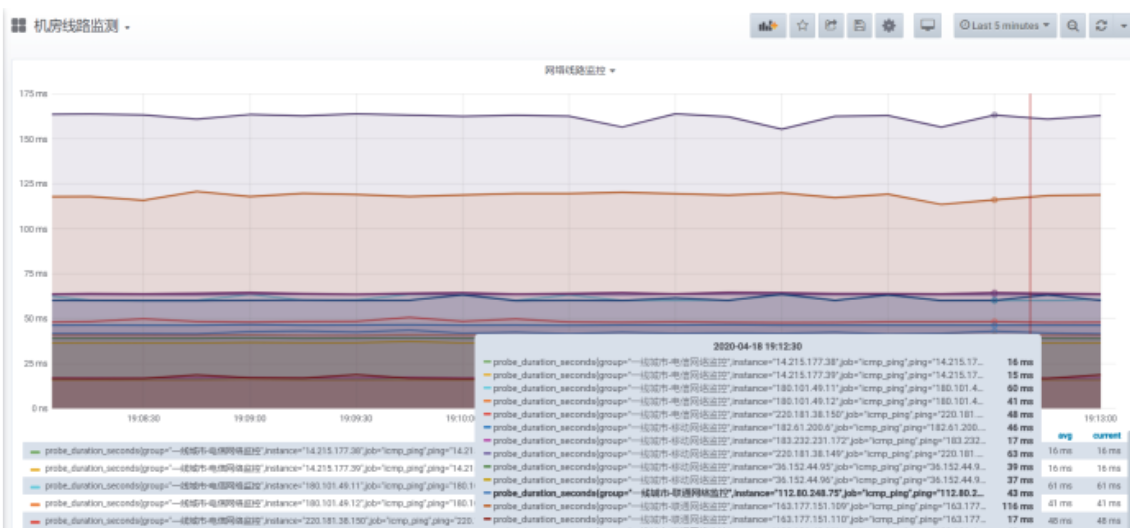 机房线路监测
Last 5 minutes
网络线路监控
175 ms
150 ms
125 ms
100 ms
75 ms
50 ms
25 ms
0 ns
19:08:30
19:09:00
19:09:30
19:10:0
19:13:00
2020-04-18 19:12:30
probe_duration_seconds{group="一线城市-电信网络监控",instance="14.215.177.38",job="icmp_ping",ping="14.215.17... 16 ms
probe_duration_seconds{group="一线城市-电信网络监控",instance="14.215.177.39",job="icmp_ping",ping="14.215.17... 15 ms
probe_duration_seconds{group="一线城市-电信网络监控",instance="180.101.49.11",job="icmp_ping",ping="180.101.4... 60 ms
probe_duration_seconds{group="一线城市-电信网络监控",instance="180.101.49.12",job="icmp_ping",ping="180.101.4... 41 ms
probe_duration_seconds{group="一线城市-电信网络监控",instance="220.181.38.150",job="icmp_ping",ping="220.181.... 48 ms
probe_duration_seconds{group="一线城市-移动网络监控",instance="182.61.200.6",job="icmp_ping",ping="182.61.200.... 46 ms
probe_duration_seconds{group="一线城市-移动网络监控",instance="183.232.231.172",job="icmp_ping",ping="183.232... 17 ms
probe_duration_seconds{group="一线城市-移动网络监控",instance="220.181.38.149",job="icmp_ping",ping="220.181.... 63 ms
probe_duration_seconds{group="一线城市-移动网络监控",instance="36.152.44.95",job="icmp_ping",ping="36.152.44.9... 39 ms
probe_duration_seconds{group="一线城市-移动网络监控",instance="36.152.44.96",job="icmp_ping",ping="36.152.44.9... 37 ms
probe_duration_seconds{group="一线城市-联通网络监控",instance="112.80.248.75",job="icmp_ping",ping="112.80.2... 43 ms
probe_duration_seconds{group="一线城市-联通网络监控",instance="163.177.151.109",job="icmp_ping",ping="163.177... 116 ms
probe_duration_seconds{group="一线城市-联通网络监控",instance="163.177.151.110",job="icmp_ping",ping="163.177... 17 ms
avg current
probe_duration_seconds{group="一线城市-电信网络监控",instance="14.215.177.38",job="icmp_ping",ping="14.21 16 ms 16 ms
probe_duration_seconds{group="一线城市-电信网络监控",instance="14.215.177.39",job="icmp_ping",ping="14.21 16 ms 16 ms
probe_duration_seconds{group="一线城市-电信网络监控",instance="180.101.49.11",job="icmp_ping",ping="180.1 61 ms 61 ms
probe_duration_seconds{group="一线城市-电信网络监控",instance="180.101.49.12",job="icmp_ping",ping="180.1 41 ms 41 ms
probe_duration_seconds{group="一线城市-电信网络监控",instance="220.181.38.150",job="icmp_ping",ping="220. 48 ms 48 ms